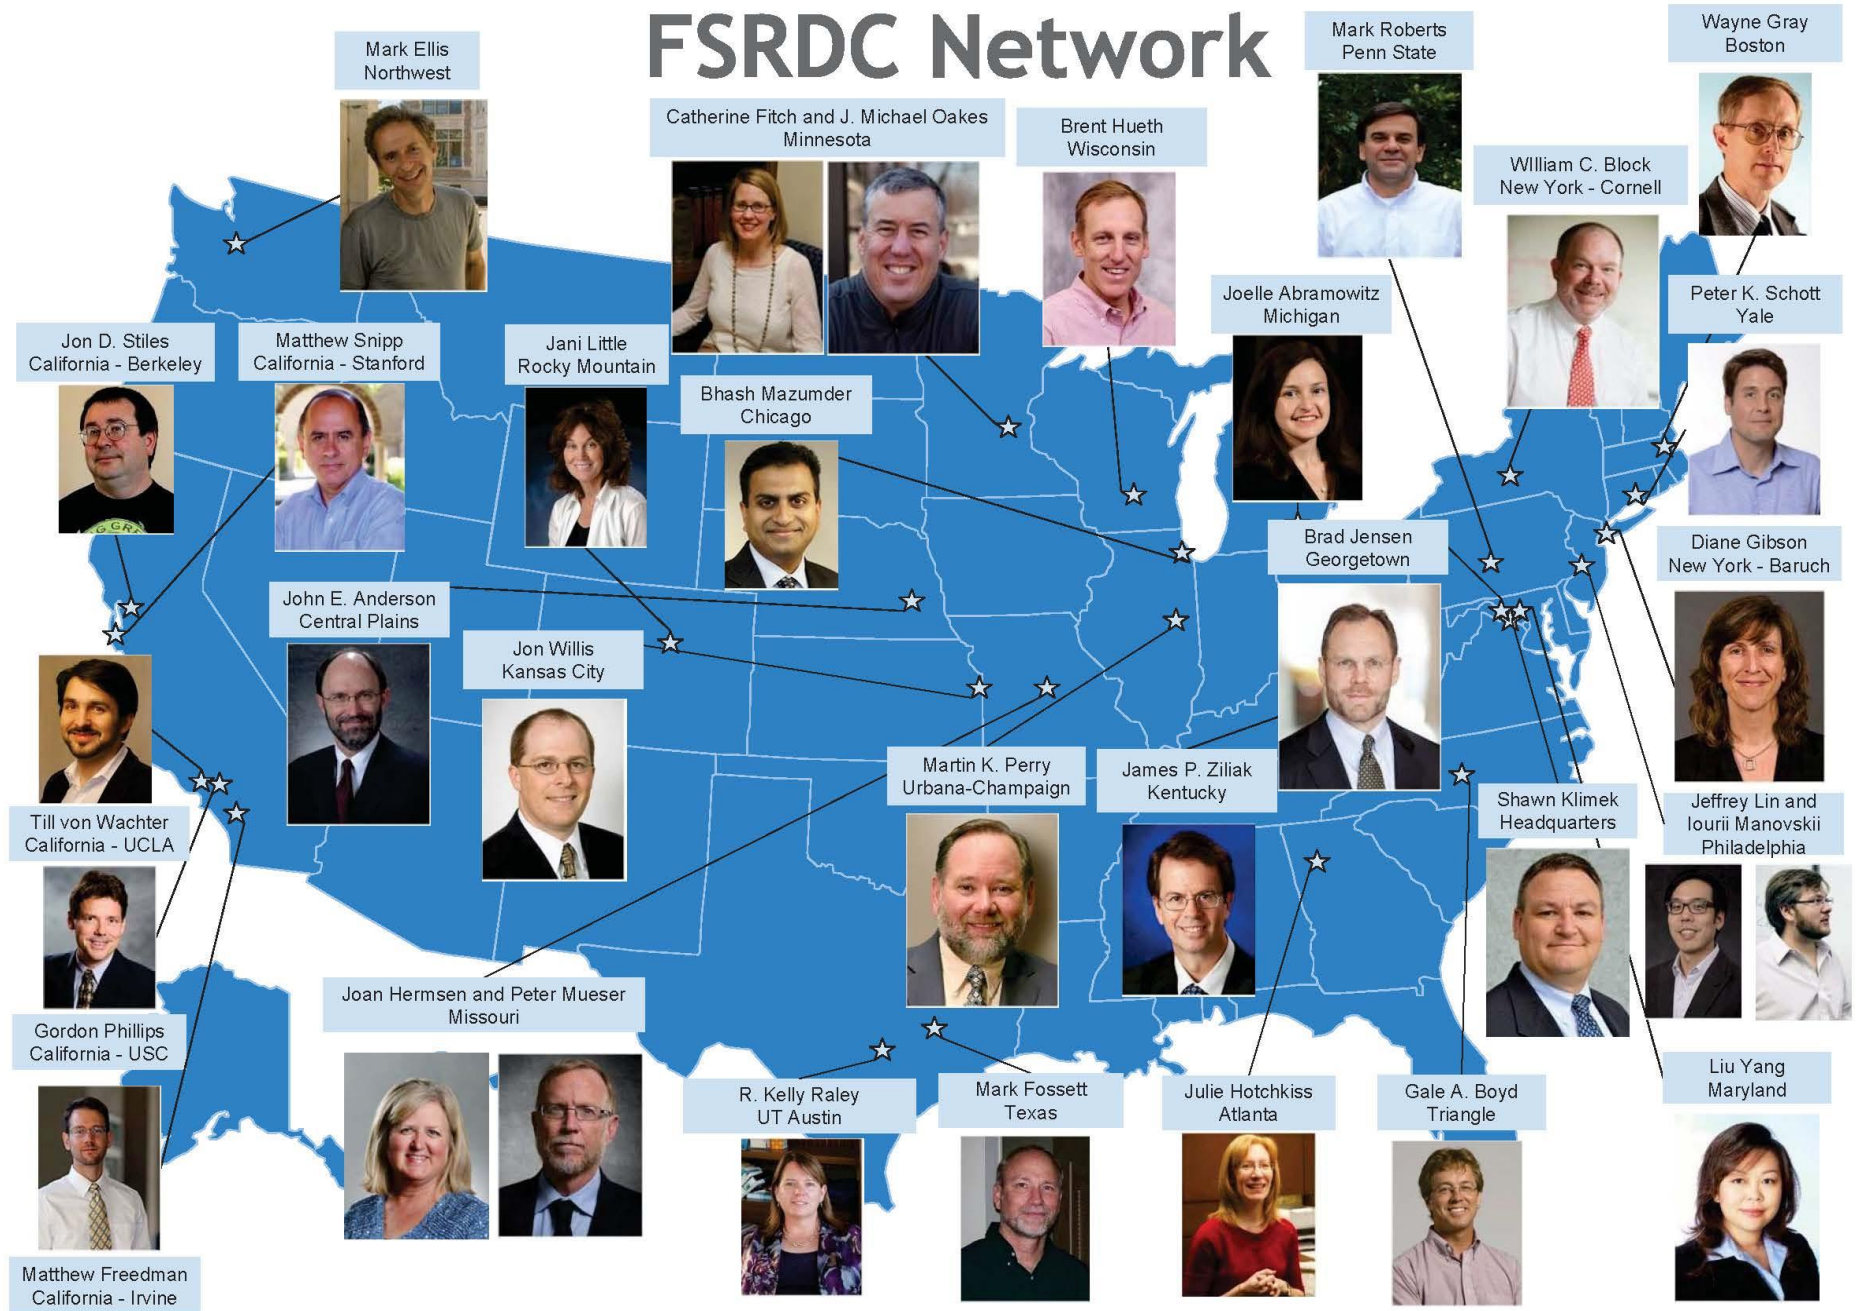 FSRDC Network
Mark Ellis
Northwest
Catherine Fitch and J. Michael Oakes
Minnesota
Brent Hueth
Wisconsin
Mark Roberts
Penn State
Wayne Gray
Boston
WIlliam C. Block
New York - Cornell
Joelle Abramowitz
Michigan
Peter K. Schott
Yale
Jon D. Stiles
California - Berkeley
Matthew Snipp
California - Stanford
Jani Little
Rocky Mountain
Bhash Mazumder
Chicago
Brad Jensen
Georgetown
Diane Gibson
New York - Baruch
John E. Anderson
Central Plains
Jon Willis
Kansas City
Martin K. Perry
Urbana-Champaign
James P. Ziliak
Kentucky
Shawn Klimek
Headquarters
Jeffrey Lin and
Iourii Manovskii
Philadelphia
Till von Wachter
California - UCLA
Joan Hermsen and Peter Mueser
Missouri
Gordon Phillips
California - USC
R. Kelly Raley
UT Austin
Mark Fossett
Texas
Julie Hotchkiss
Atlanta
Gale A. Boyd
Triangle
Liu Yang
Maryland
Matthew Freedman
California - Irvine